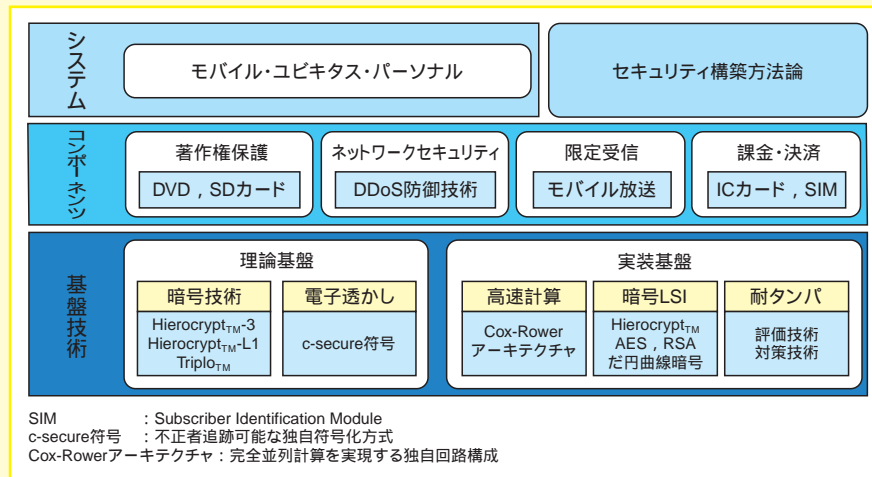 システム
モバイル・ユビキタス・パーソナル
セキュリティ構築方法論
コンポーネンツ
著作権保護
DVD , SDカード
ネットワークセキュリティ
DDoS防御技術
限定受信
モバイル放送
課金・決済
ICカード , SIM
基盤技術
理論基盤
暗号技術
HierocryptTM-3
HierocryptTM-L1
TriploTM
電子透かし
c-secure符号
実装基盤
高速計算
Cox-Rower
アーキテクチャ
暗号LSI
HierocryptTM
AES , RSA
だ円曲線暗号
耐タンパ
評価技術
対策技術
SIM : Subscriber Identification Module
c-secure符号 : 不正者追跡可能な独自符号化方式
Cox-Rowerアーキテクチャ : 完全並列計算を実現する独自回路構成